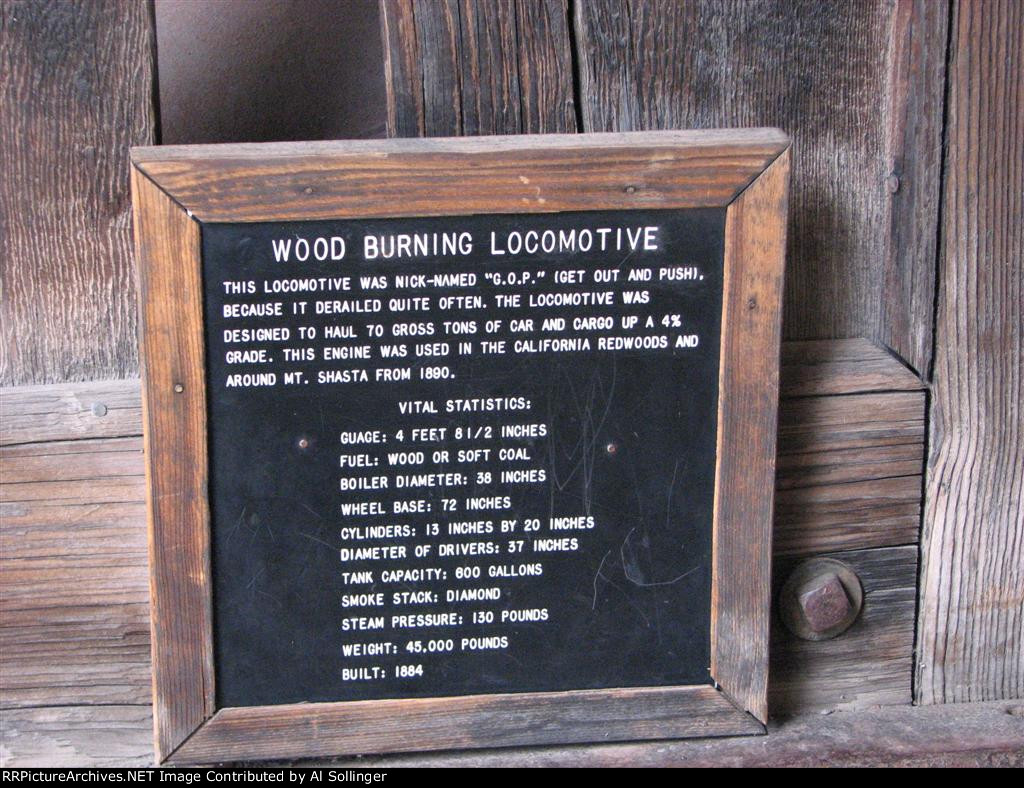 WOOD BURNING LOCOMOTIVE
THIS LOCOMOTIVE WAS NICK-NAMED "G.O.P." (GET OUT AND PUSH),
BECAUSE IT DERAILED QUITE OFTEN. THE LOCOMOTIVE WAS
DESIGNED TO HAUL 70 GROSS TONS OF CAR AND CARGO UP A 4%
GRADE. THIS ENGINE WAS USED IN THE CALIFORNIA REDWOODS AND
AROUND MT. SHASTA FROM 1890.
VITAL STATISTICS:
GUAGE: 4 FEET 8 1/2 INCHES
FUEL: WOOD OR SOFT COAL
BOILER DIAMETER: 38 INCHES
WHEEL BASE: 72 INCHES
CYLINDERS: 13 INCHES BY 20 INCHES
DIAMETER OF DRIVERS: 37 INCHES
TANK CAPACITY: 600 GALLONS
SMOKE STACK: DIAMOND
STEAM PRESSURE: 130 POUNDS
WEIGHT: 45,000 POUNDS
BUILT: 1884
RRPictureArchives.NET Image Contributed by Al Sollinger